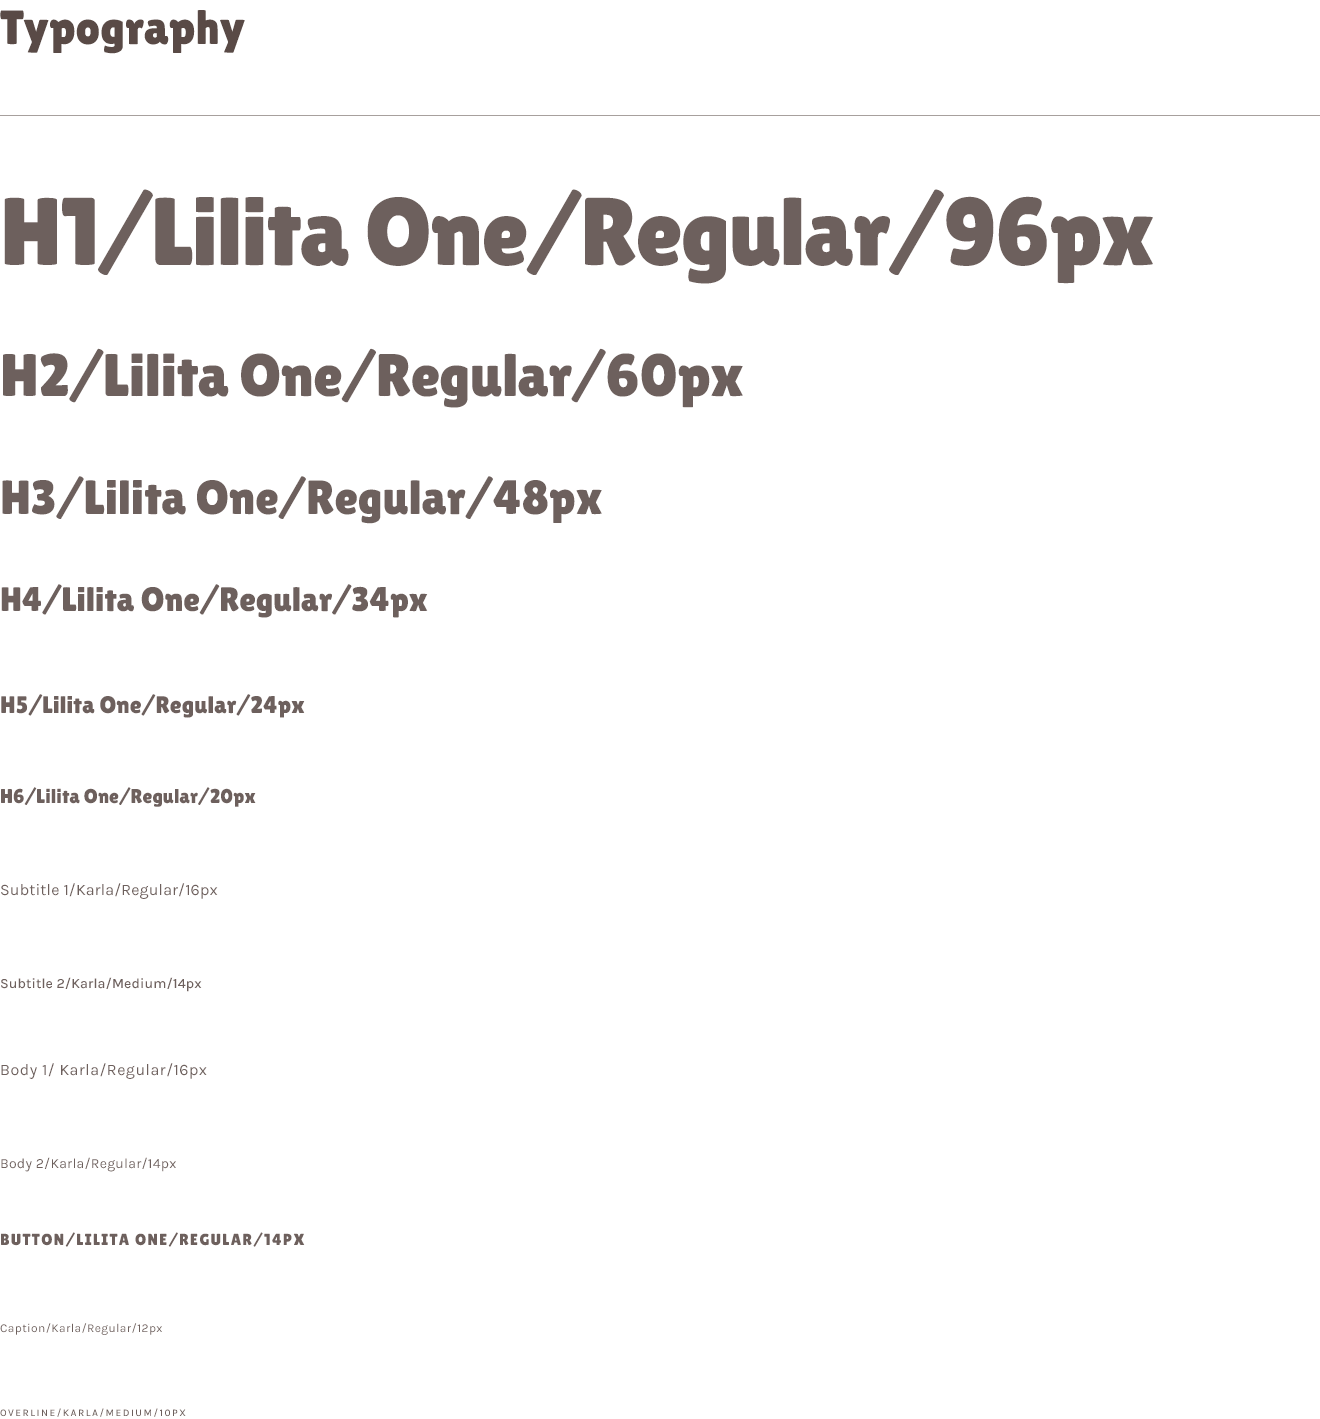 Typography
H1/Lilita One/Regular/96px
H2/Lilita One/Regular/60px
H3/Lilita One/Regular/48px
H4/Lilita One/Regular/34px
H5/Lilita One/Regular/24px
H6/Lilita One/Regular/20px
Subtitle 1/Karla/Regular/16px
Subtitle 2/Karla/Medium/14px
Body 1/ Karla/Regular/16px
Body 2/Karla/Regular/14px
BUTTON/LILITA ONE/REGULAR/14PX
Caption/Karla/Regular/12px
OVERLINE/KARLA/MEDIUM/10PX